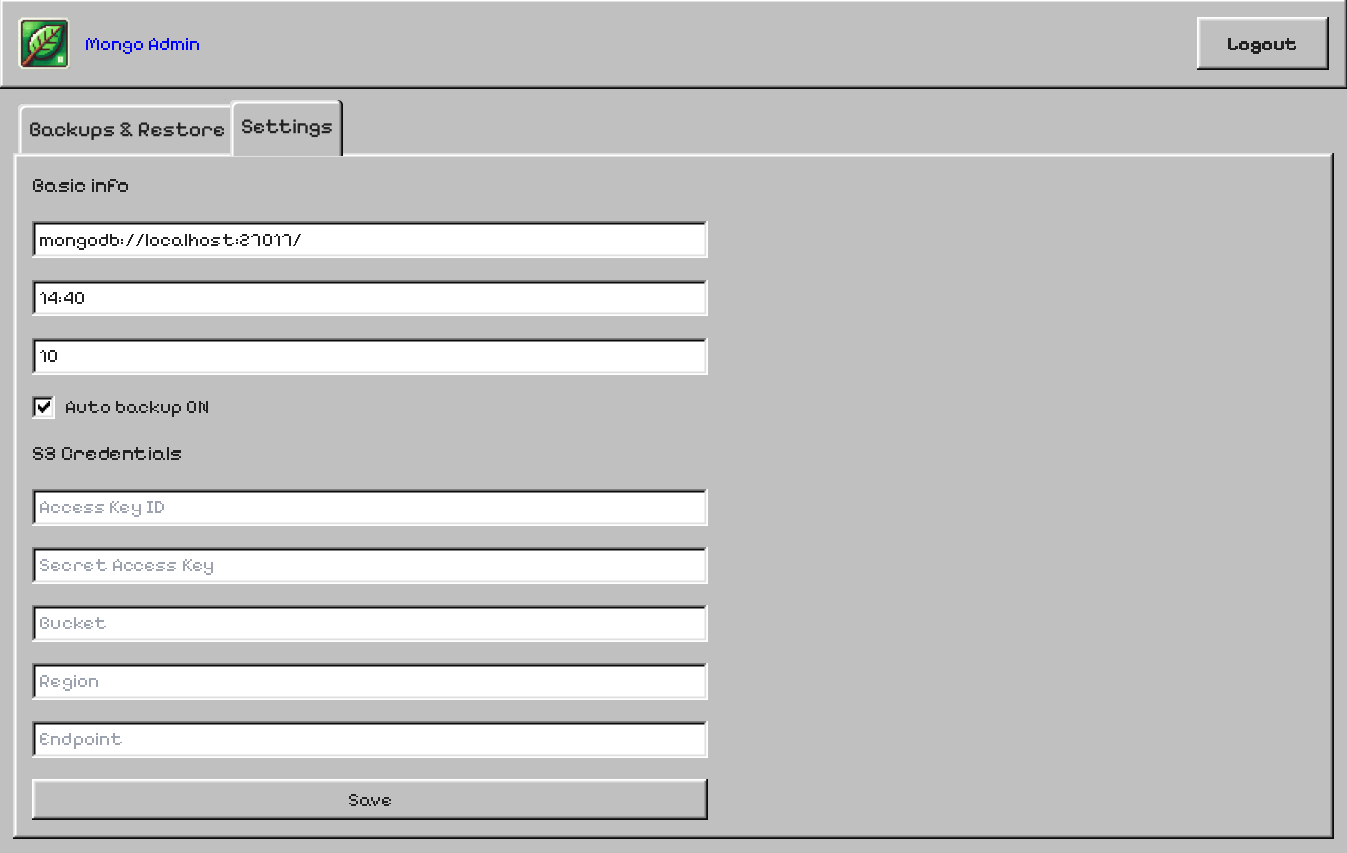 Mongo Admin
Logout
Backups & Restore
Settings
Basic info
mongodb://localhost:27017/
14:40
10
Auto backup ON
S3 Credentials
Access Key ID
Secret Access Key
Bucket
Region
Endpoint
Save